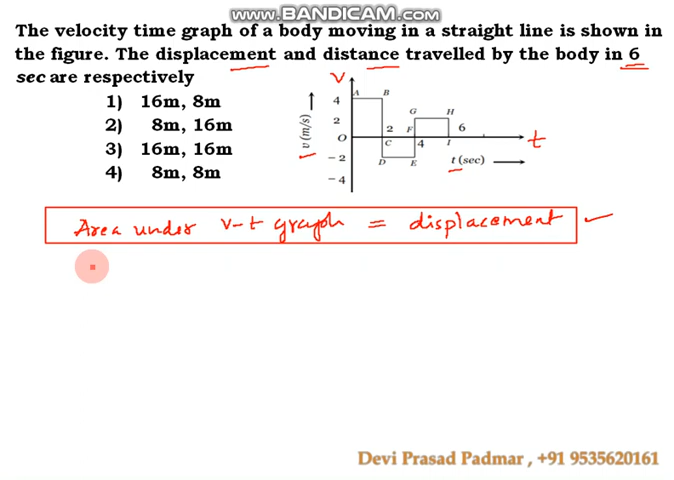 www.BANDICAM.com
The velocity time graph of a body moving in a straight line is shown in
the figure. The displacement and distance travelled by the body in 6
sec are respectively
1) 16m, 8m
2) 8m, 16m
3) 16m, 16m
4) 8m, 8m
V
v (m/s)
4
2
O
– 2
– 4
A
B
G
H
2
F
6
C
4
I
D
E
t
t (sec)
Area under v-t graph = displacement
Devi Prasad Padmar , +91 9535620161